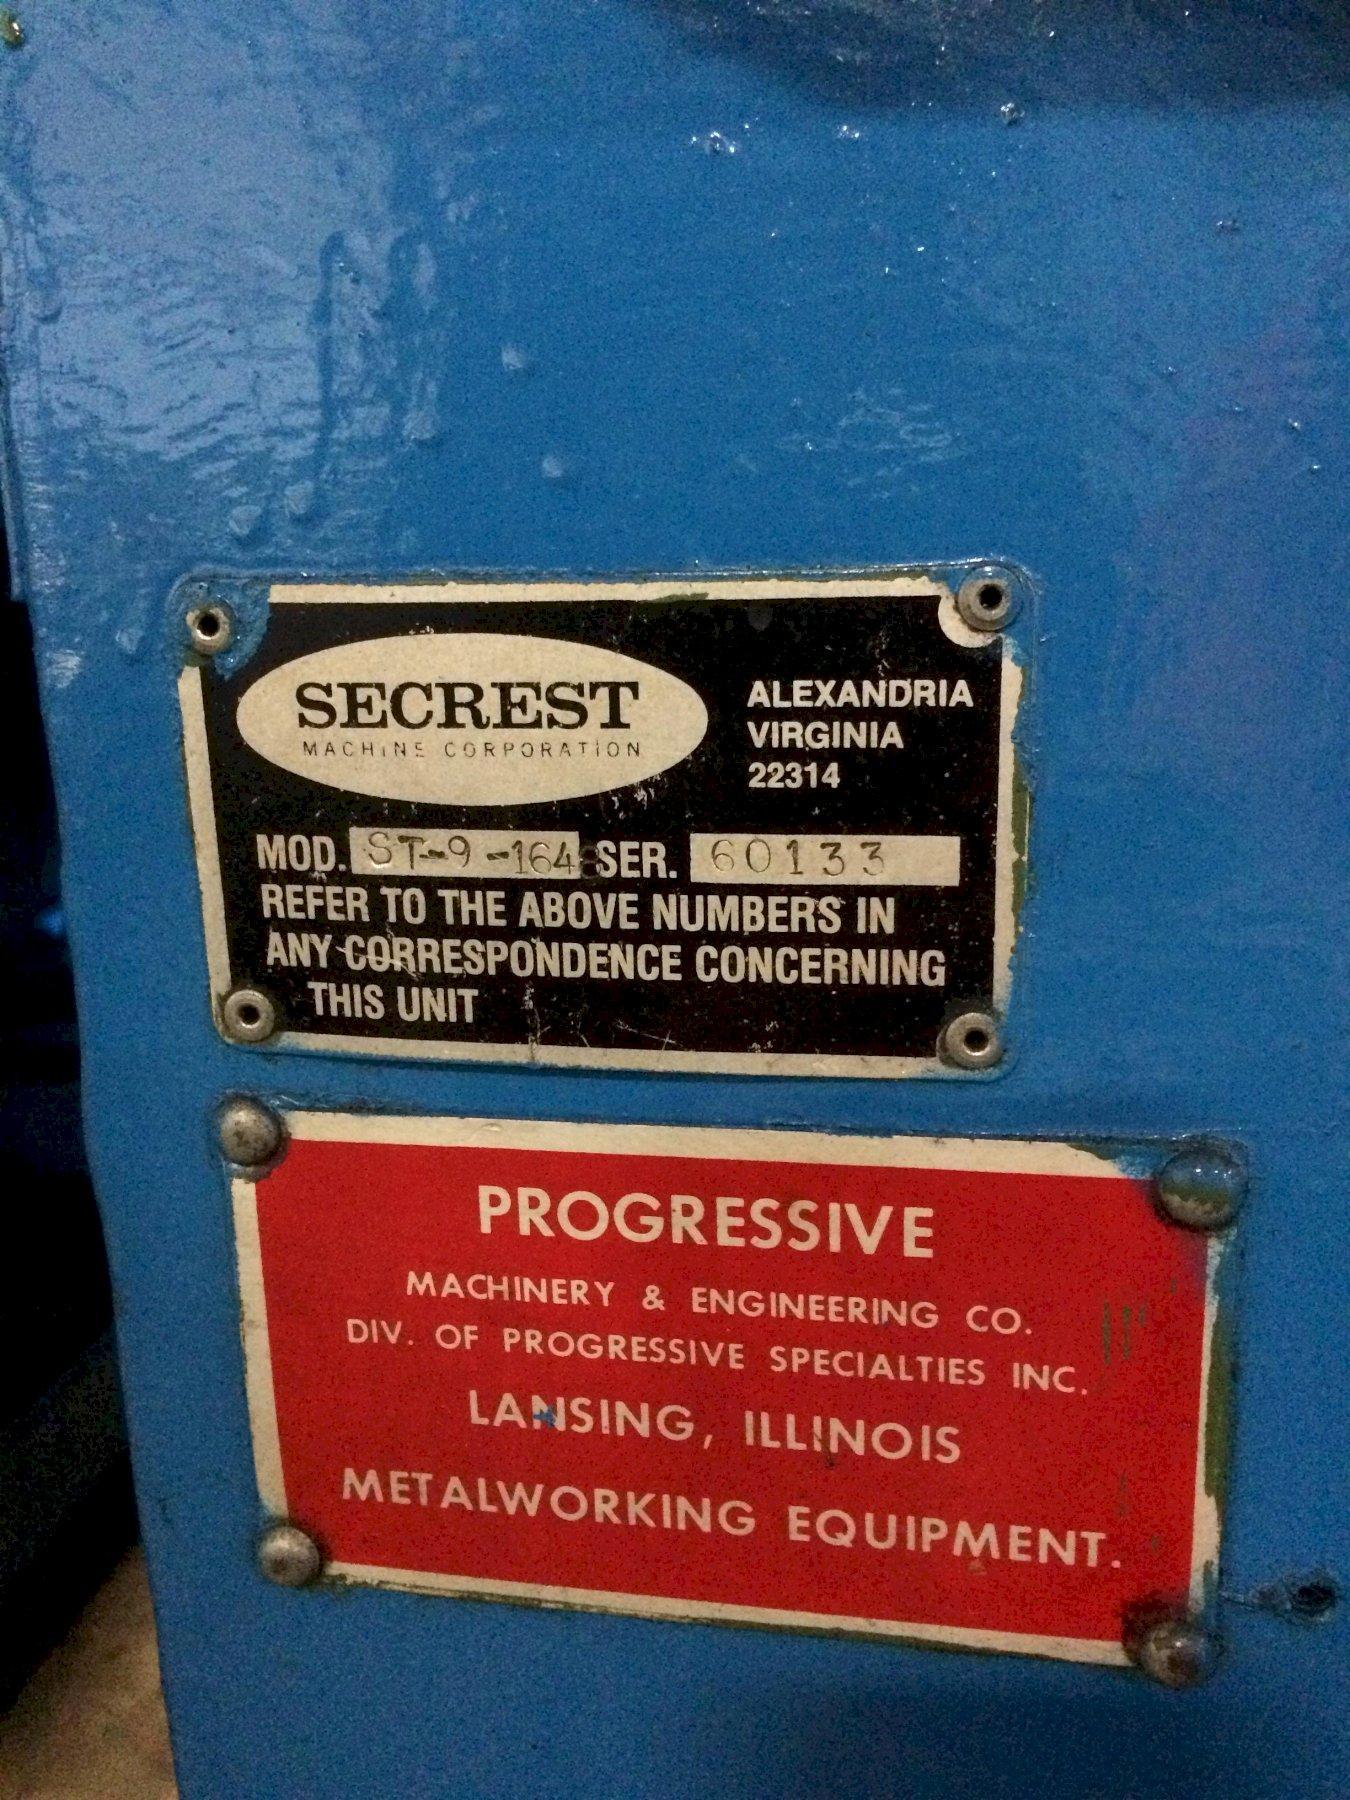 SECREST
MACHINE CORPORATION
ALEXANDRIA
VIRGINIA
22314
MOD. ST-9-1648 SER. 60133
REFER TO THE ABOVE NUMBERS IN
ANY CORRESPONDENCE CONCERNING
THIS UNIT
PROGRESSIVE
MACHINERY & ENGINEERING CO.
DIV. OF PROGRESSIVE SPECIALTIES INC.
LANSING, ILLINOIS
METALWORKING EQUIPMENT.